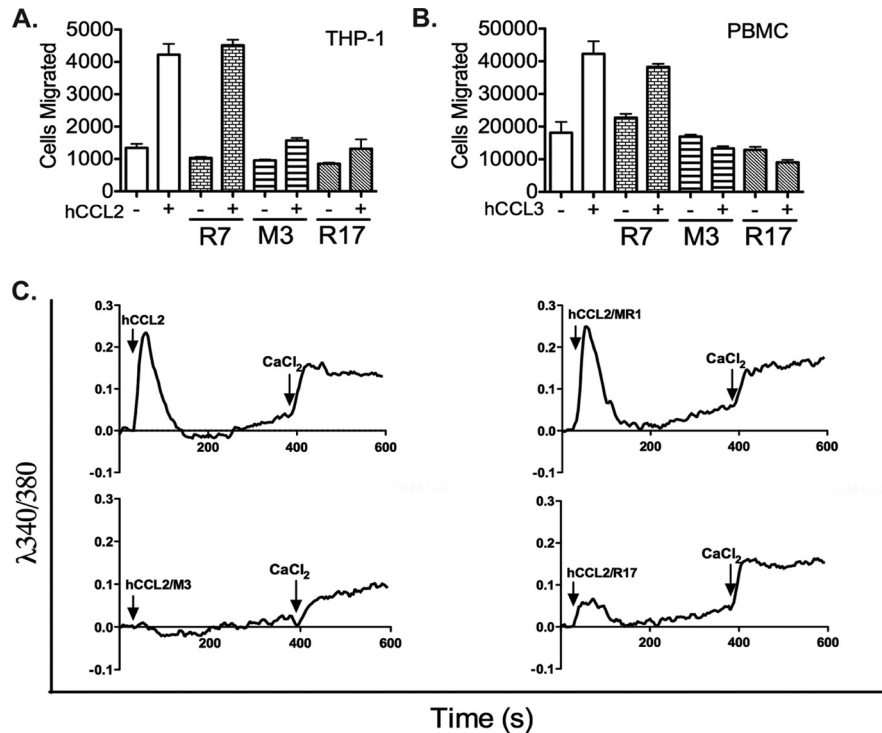 A.
THP-1
Cells Migrated
5000
4000
3000
2000
1000
0
hCCL2 - + - + - + - +
R7 M3 R17
B.
PBMC
Cells Migrated
50000
40000
30000
20000
10000
0
hCCL3 - + - + - + - +
R7 M3 R17
C.
λ340/380
0.3
0.2
0.1
0.0
-0.1
hCCL2
CaCl2
200 400 600
0.3
0.2
0.1
0.0
-0.1
hCCL2/MR1
CaCl2
200 400 600
0.3
0.2
0.1
0.0
-0.1
hCCL2/M3
CaCl2
200 400 600
0.3
0.2
0.1
0.0
-0.1
hCCL2/R17
CaCl2
200 400 600
Time (s)